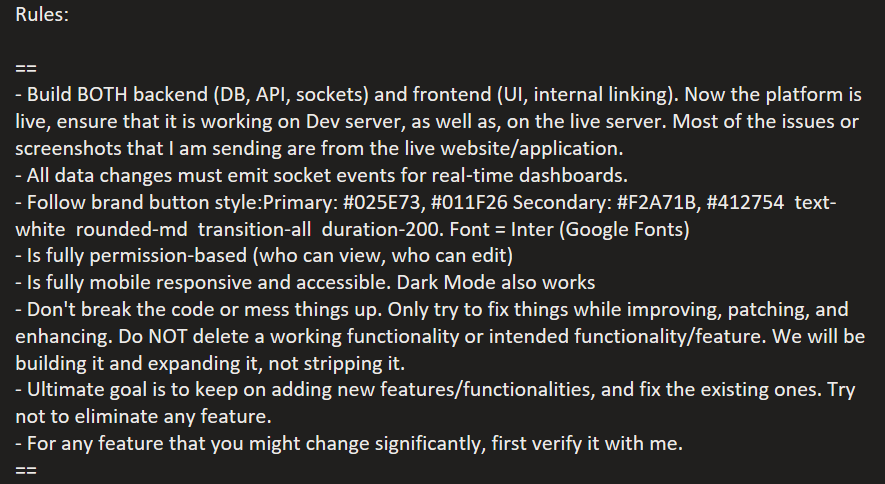 Rules:
==
- Build BOTH backend (DB, API, sockets) and frontend (UI, internal linking). Now the platform is
live, ensure that it is working on Dev server, as well as, on the live server. Most of the issues or
screenshots that I am sending are from the live website/application.
- All data changes must emit socket events for real-time dashboards.
- Follow brand button style:Primary: #025E73, #011F26 Secondary: #F2A71B, #412754  text-
white  rounded-md  transition-all  duration-200. Font = Inter (Google Fonts)
- Is fully permission-based (who can view, who can edit)
- Is fully mobile responsive and accessible. Dark Mode also works
- Don't break the code or mess things up. Only try to fix things while improving, patching, and
enhancing. Do NOT delete a working functionality or intended functionality/feature. We will be
building it and expanding it, not stripping it.
- Ultimate goal is to keep on adding new features/functionalities, and fix the existing ones. Try
not to eliminate any feature.
- For any feature that you might change significantly, first verify it with me.
==